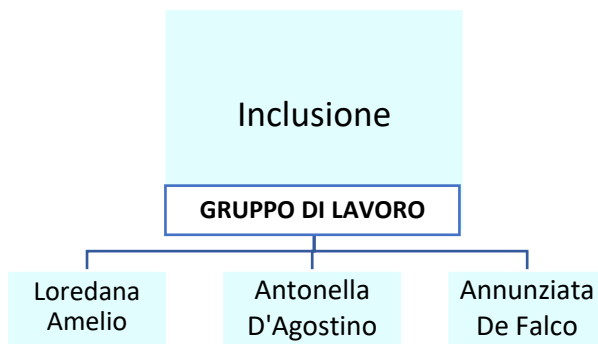 Inclusione
GRUPPO DI LAVORO
Loredana
Amelio
Antonella
D'Agostino
Annunziata
De Falco